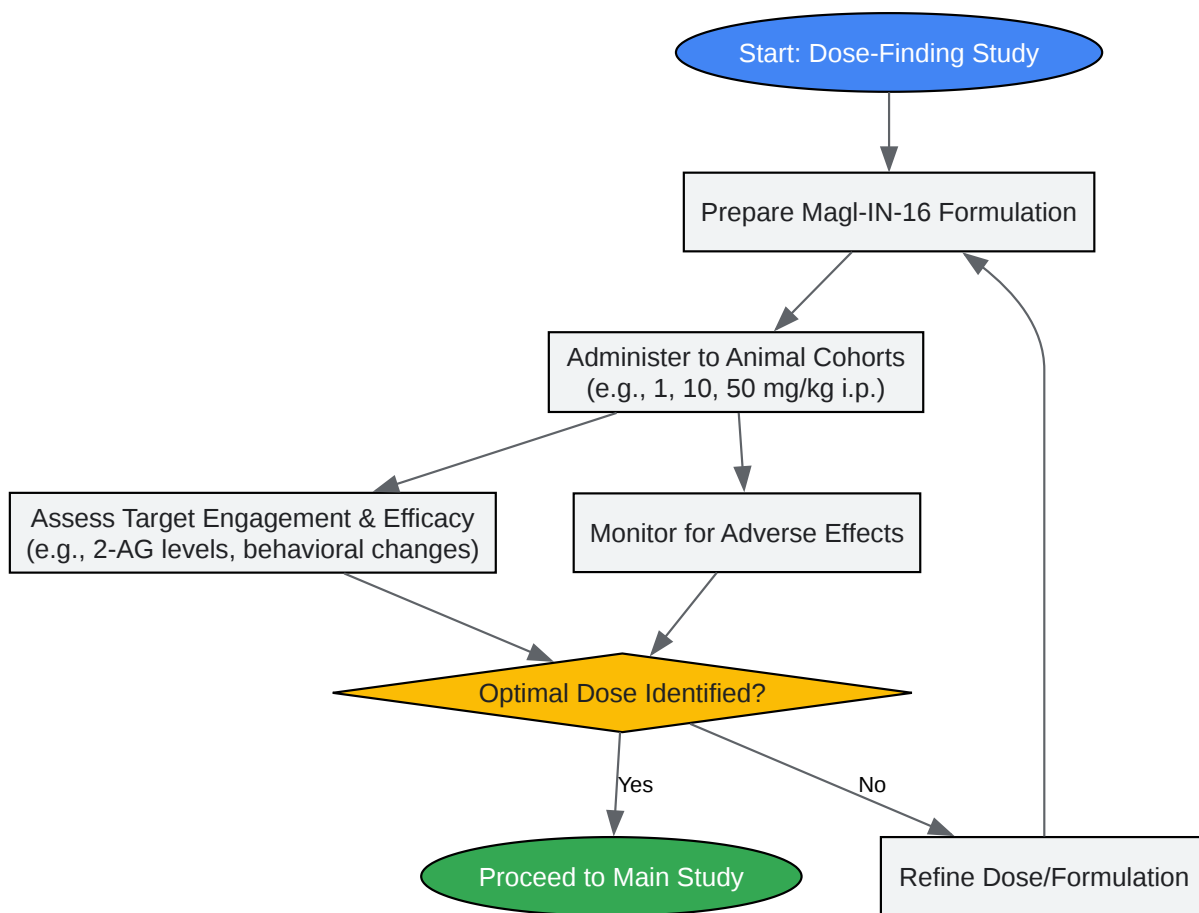 Start: Dose-Finding Study
Prepare Magl-IN-16 Formulation
Administer to Animal Cohorts
(e.g., 1, 10, 50 mg/kg i.p.)
Assess Target Engagement & Efficacy
(e.g., 2-AG levels, behavioral changes)
Monitor for Adverse Effects
Optimal Dose Identified?
Yes
No
Proceed to Main Study
Refine Dose/Formulation